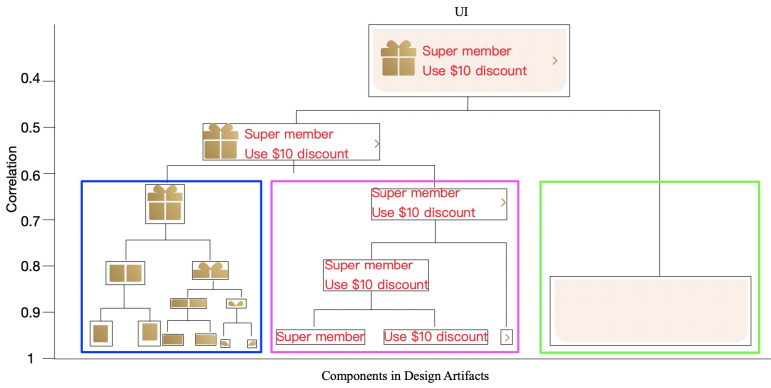 UI
Super member
Use $10 discount
0.4
0.5
Super member
Use $10 discount
0.6
Correlation
Super member
Use $10 discount
0.7
0.8
Super member
Use $10 discount
0.9
Super member
Use $10 discount
1
Components in Design Artifacts